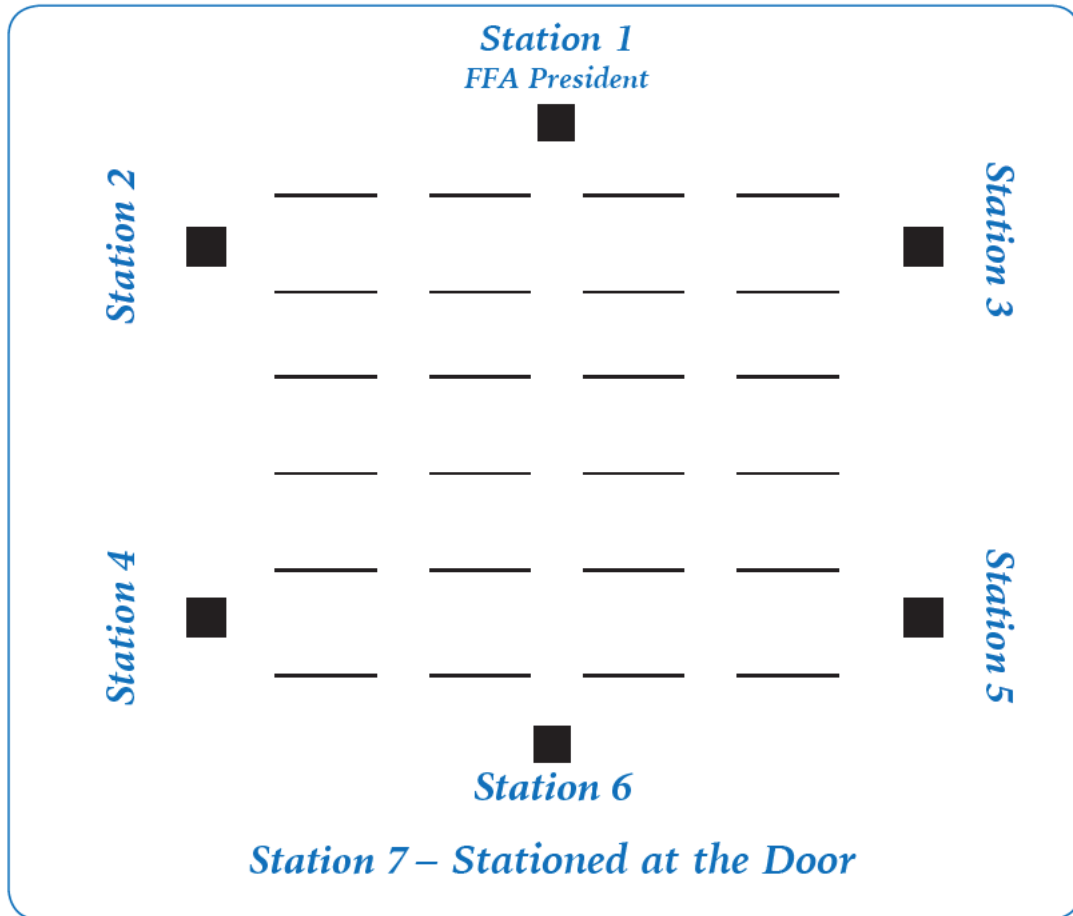 Station 1
FFA President
Station 2
Station 3
Station 4
Station 5
Station 6
Station 7 – Stationed at the Door